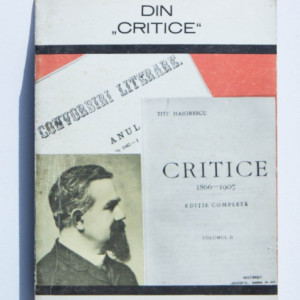 DIN
„CRITICE“
CONVORBIRI LITERARE.
ANUL
TITU MAIORESCU
CRITICE
1866—1907
EDIȚIE COMPLETĂ
VOLUMUL II